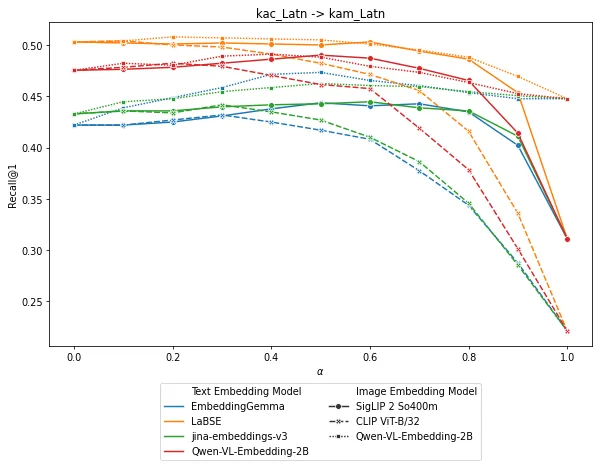 kac_Latn -> kam_Latn
Recall@1
0.50
0.45
0.40
0.35
0.30
0.25
0.0
0.2
0.4
0.6
0.8
1.0
α
Text Embedding Model
EmbeddingGemma
LaBSE
jina-embeddings-v3
Qwen-VL-Embedding-2B
Image Embedding Model
SigLIP 2 So400m
CLIP ViT-B/32
Qwen-VL-Embedding-2B